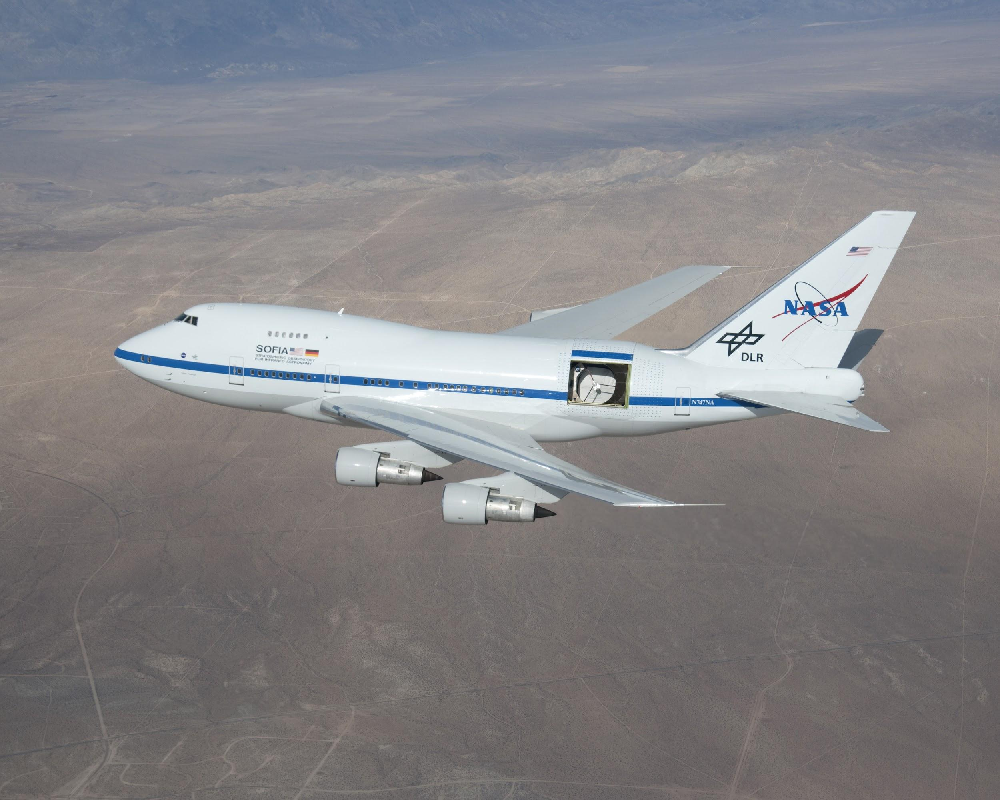 SOFIA
STRATOSPHERIC OBSERVATORY
FOR INFRARED ASTRONOMY
NASA
DLR
N747NA